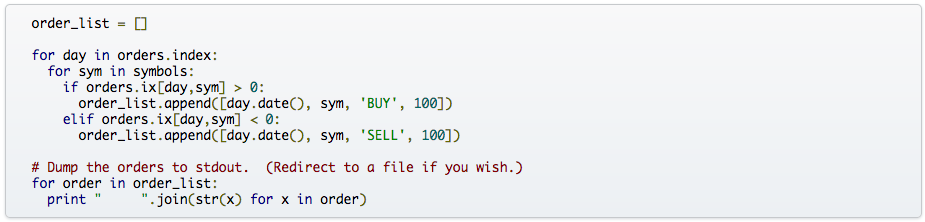 order_list = []

for day in orders.index:
  for sym in symbols:
    if orders.ix[day,sym] > 0:
      order_list.append([day.date(), sym, 'BUY', 100])
    elif orders.ix[day,sym] < 0:
      order_list.append([day.date(), sym, 'SELL', 100])

# Dump the orders to stdout.  (Redirect to a file if you wish.)
for order in order_list:
  print "     ".join(str(x) for x in order)